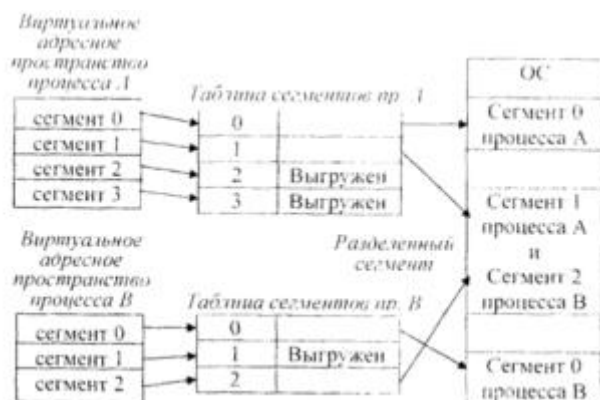 Виртуальное
адресное
пространство
процесса А
сегмент 0
сегмент 1
сегмент 2
сегмент 3
Таблица сегментов пр. А
0
1
2 Выгружен
3 Выгружен
ОС
Сегмент 0
процесса А
Сегмент 1
процесса А
и
Сегмент 2
процесса В
Сегмент 0
процесса В
Разделенный
сегмент
Виртуальное
адресное
пространство
процесса В
сегмент 0
сегмент 1
сегмент 2
Таблица сегментов пр. В
0
1 Выгружен
2